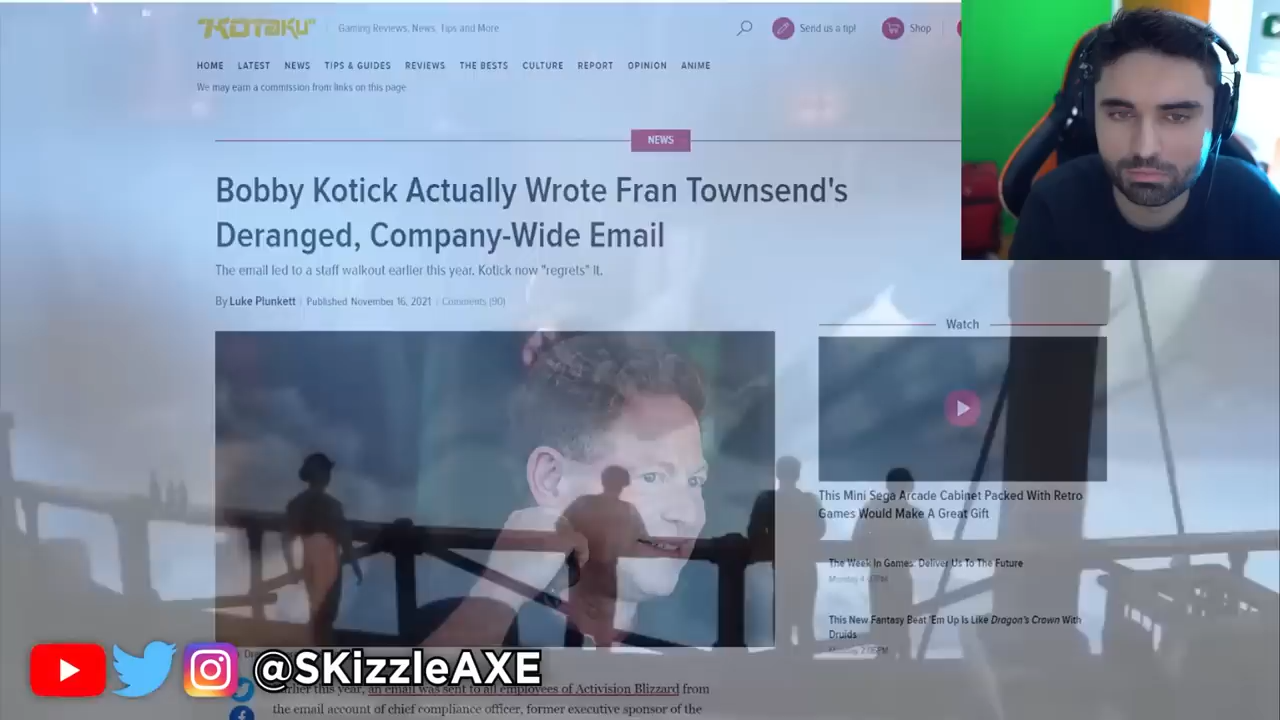 KOTAKU
Gaming Reviews, News, Tips and More
Send us a tip!
Shop
HOME LATEST NEWS TIPS & GUIDES REVIEWS THE BESTS CULTURE REPORT OPINION ANIME
We may earn a commission from links on this page
NEWS
Bobby Kotick Actually Wrote Fran Townsend's
Deranged, Company-Wide Email
The email led to a staff walkout earlier this year. Kotick now "regrets" it.
By Luke Plunkett Published November 16, 2021 Comments (90)
Watch
This Mini Sega Arcade Cabinet Packed With Retro
Games Would Make A Great Gift
The Week In Games: Deliver Us To The Future
Monday
This New Fantasy Beat 'Em Up Is Like Dragon's Crown With
Druids
Monday 2:05PM
@SKizzleAXE
this year, an email was sent to all employees of Activision Blizzard from
the email account of chief compliance officer, former executive sponsor of the